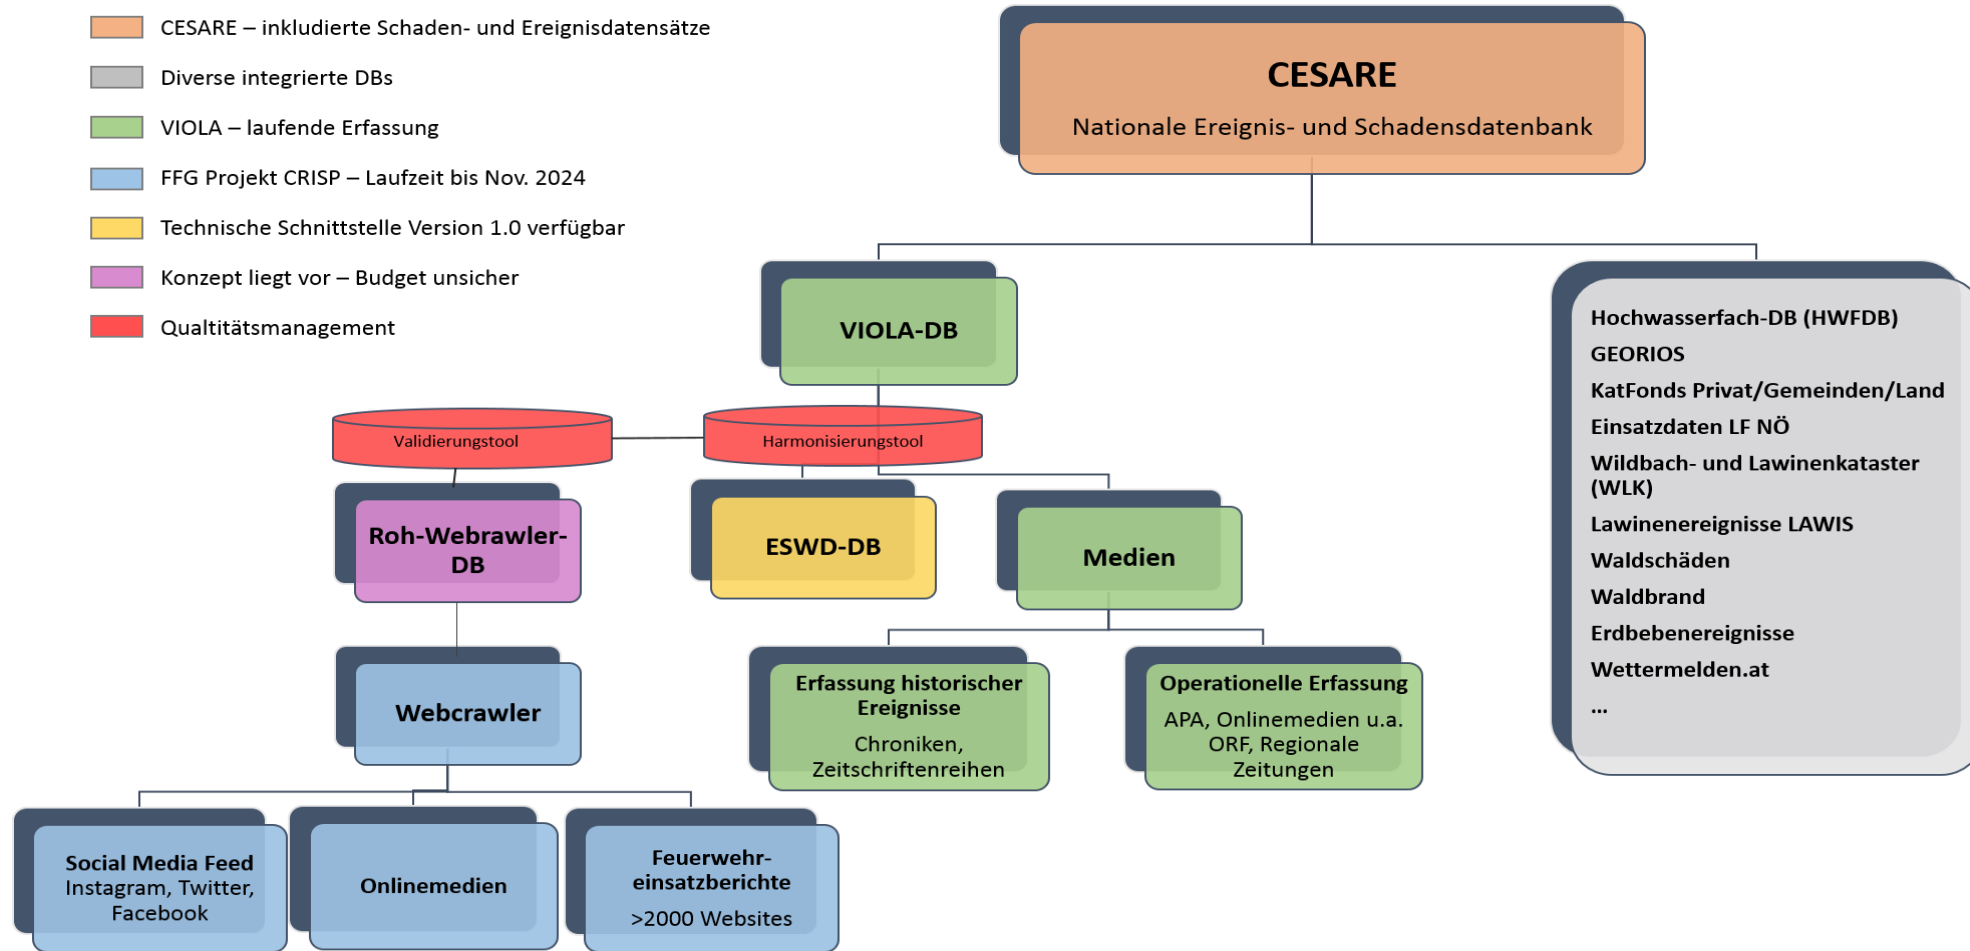 CESARE – inkludierte Schaden- und Ereignisdatensätze
Diverse integrierte DBs
VIOLA – laufende Erfassung
FFG Projekt CRISP – Laufzeit bis Nov. 2024
Technische Schnittstelle Version 1.0 verfügbar
Konzept liegt vor – Budget unsicher
Qualtitätsmanagement
CESARE
Nationale Ereignis- und Schadensdatenbank
VIOLA-DB
Hochwasserfach-DB (HWFDB)
GEORIOS
KatFonds Privat/Gemeinden/Land
Einsatzdaten LF NÖ
Wildbach- und Lawinenkataster
(WLK)
Lawinenereignisse LAWIS
Waldschäden
Waldbrand
Erdbebenereignisse
Wettermelden.at
...
Validierungstool
Harmonisierungstool
Roh-Webrawler-
DB
ESWD-DB
Medien
Webcrawler
Erfassung historischer
Ereignisse
Chroniken,
Zeitschriftenreihen
Operationelle Erfassung
APA, Onlinemedien u.a.
ORF, Regionale
Zeitungen
Social Media Feed
Instagram, Twitter,
Facebook
Onlinemedien
Feuerwehr-
einsatzberichte
>2000 Websites